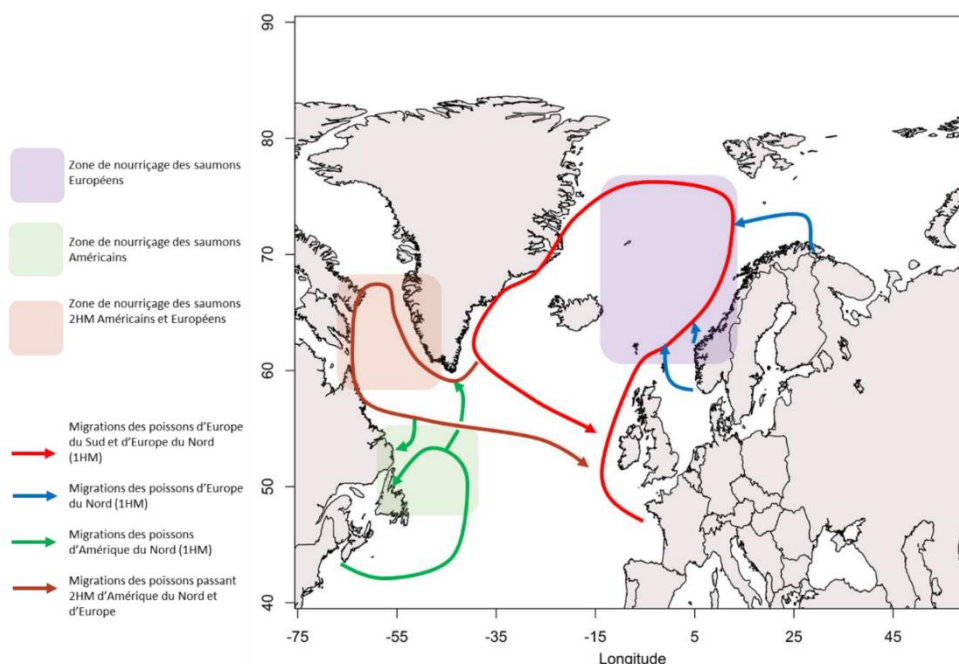 Zone de nourriçage des saumons
Européens
Zone de nourriçage des saumons
Américains
Zone de nourriçage des saumons
2HM Américains et Européens
Migrations des poissons d'Europe
du Sud et d'Europe du Nord
(1HM)
Migrations des poissons d'Europe
du Nord (1HM)
Migrations des poissons
d'Amérique du Nord (1HM)
Migrations des poissons passant
2HM d'Amérique du Nord et
d'Europe
90
80
70
60
50
40
-75 -55 -35 -15 5 25 45
Longitude